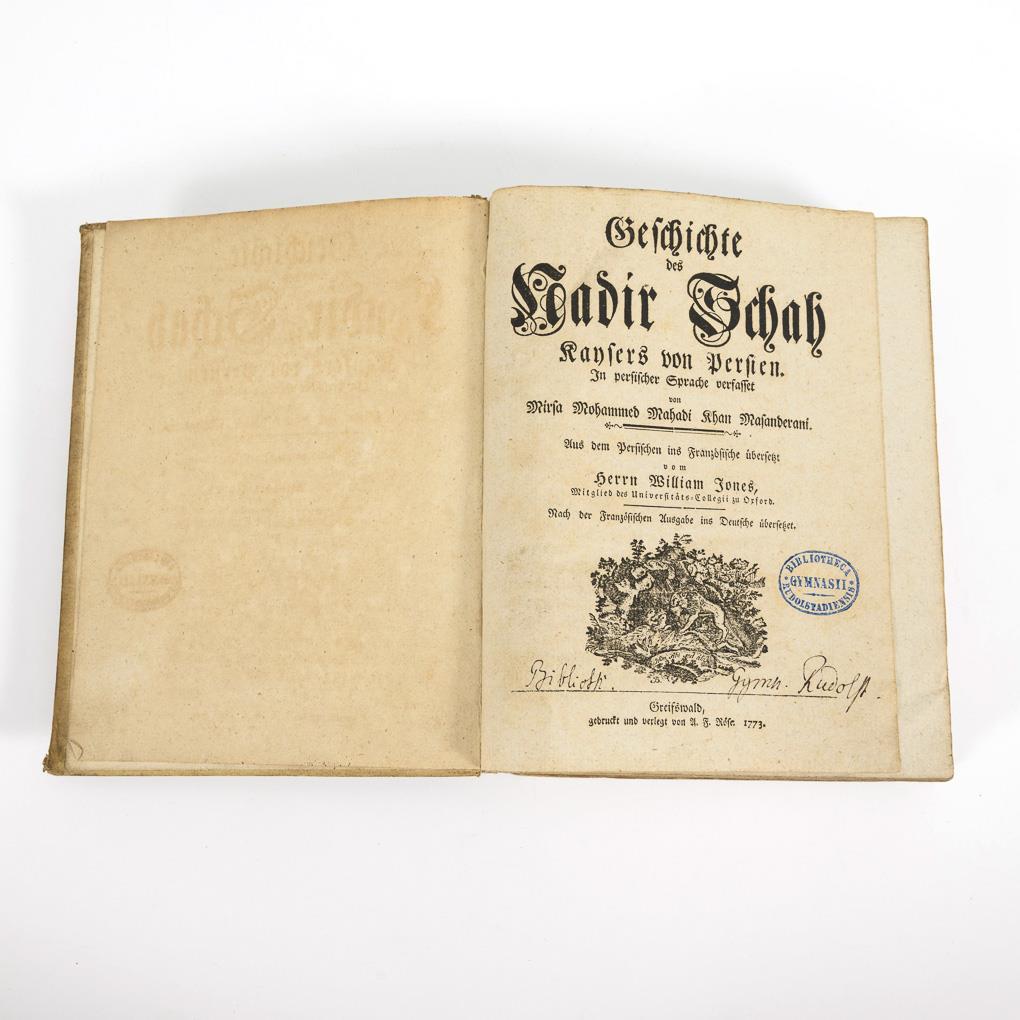 Geschichte
des
Nadir Schah
Kaysers von Persien.
In persischer Sprache verfasset
von
Mirsa Mohammed Mahadi Khan Masanderani.
Aus dem Persischen ins Französische übersetzt
vom
Herrn William Jones,
Mitglied des Universitäts-Collegii zu Oxford.
Nach der Französischen Ausgabe ins Deutsche übersetzet.
BIBLIOTHECA
GYMNASII
RUDOLSTADIENSIS
Biblioth. Gymn. Rudolst.
Greifswald,
gedruckt und verlegt von A. F. Röse. 1773.